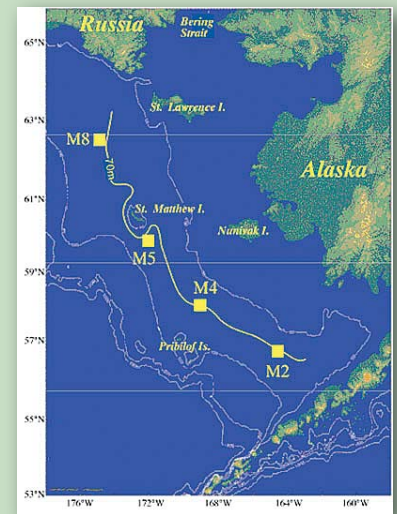 Russia
Bering
Strait
65°N
St. Lawrence I.
63°N
M8
70m
Alaska
61°N
St. Matthew I.
Nunivak I.
M5
59°N
M4
57°N
Pribilof Is.
M2
55°N
53°N
176°W
172°W
168°W
164°W
160°W